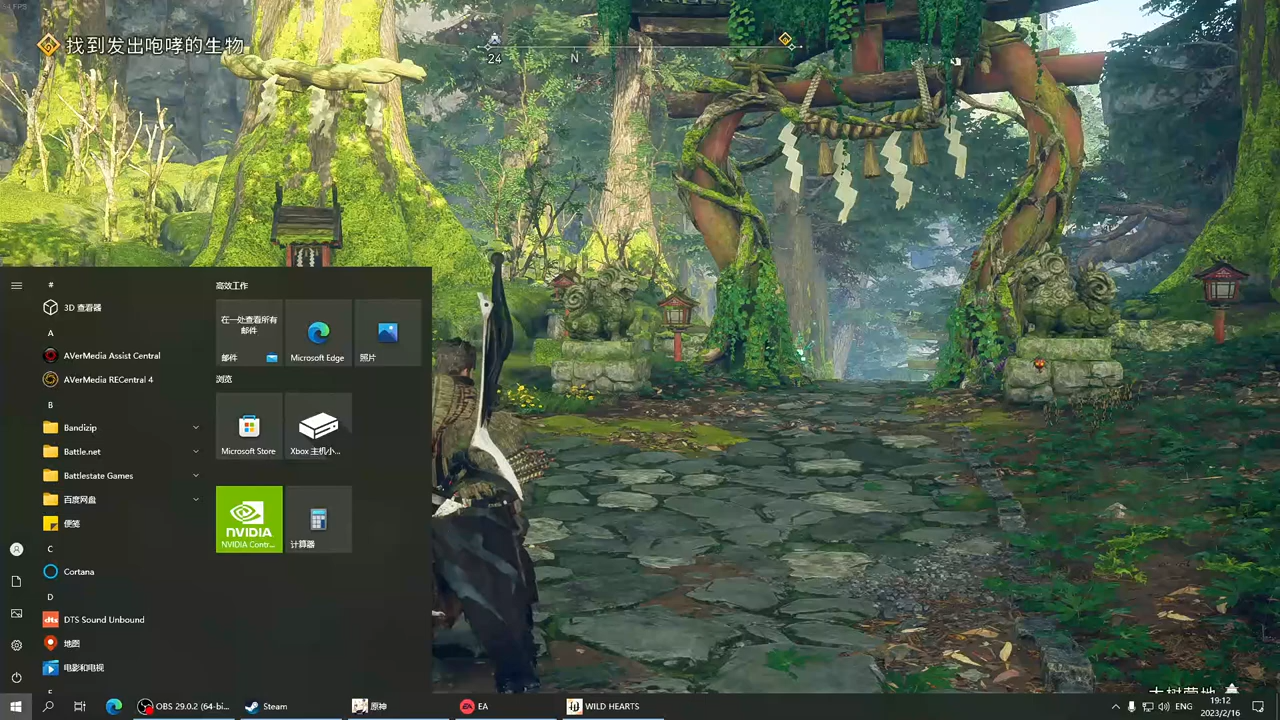 找到发出咆哮的生物
24
N
#
高效工作
3D 查看器
在一处查看所有
邮件
邮件
Microsoft Edge
照片
A
AVerMedia Assist Central
AVerMedia RECentral 4
浏览
B
Bandizip
Battle.net
Battlestate Games
百度网盘
便笺
Microsoft Store
Xbox 主机小...
NVIDIA
NVIDIA Contr...
计算器
C
Cortana
D
DTS Sound Unbound
地图
电影和电视
OBS 29.0.2 (64-bi...
Steam
原神
EA
WILD HEARTS
ENG
19:12
2023/2/16